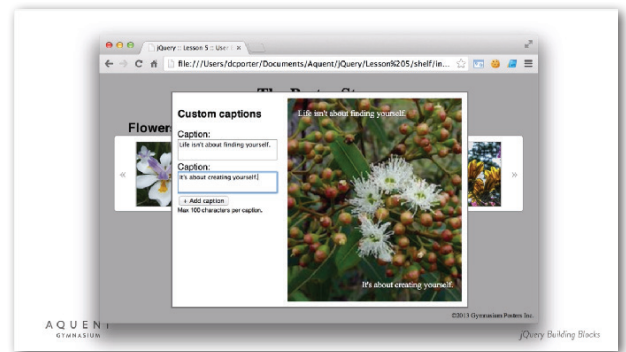 jQuery :: Lesson 5 :: User I
file:///Users/dcporter/Documents/Aquent/jQuery/Lesson%205/shelf/in...
Flower
Custom captions
Caption:
Life isn't about finding yourself.
Caption:
It's about creating yourself.
+ Add caption
Max 100 characters per caption.
Life isn't about finding yourself.
It's about creating yourself.
©2013 Gymnasium Posters Inc.
AQUENT
GYMNASIUM
jQuery Building Blocks